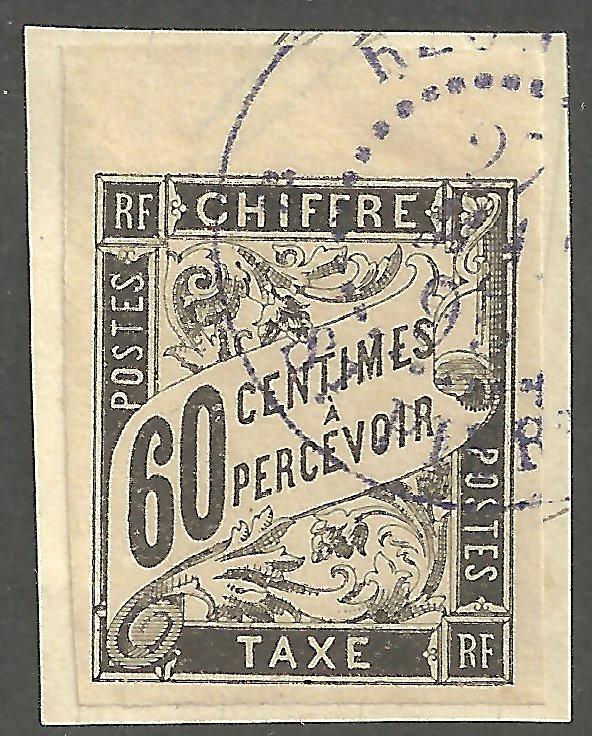 RF CHIFFRE
POSTES
60 CENTIMES
À
PERCEVOIR
POSTES
TAXE RF